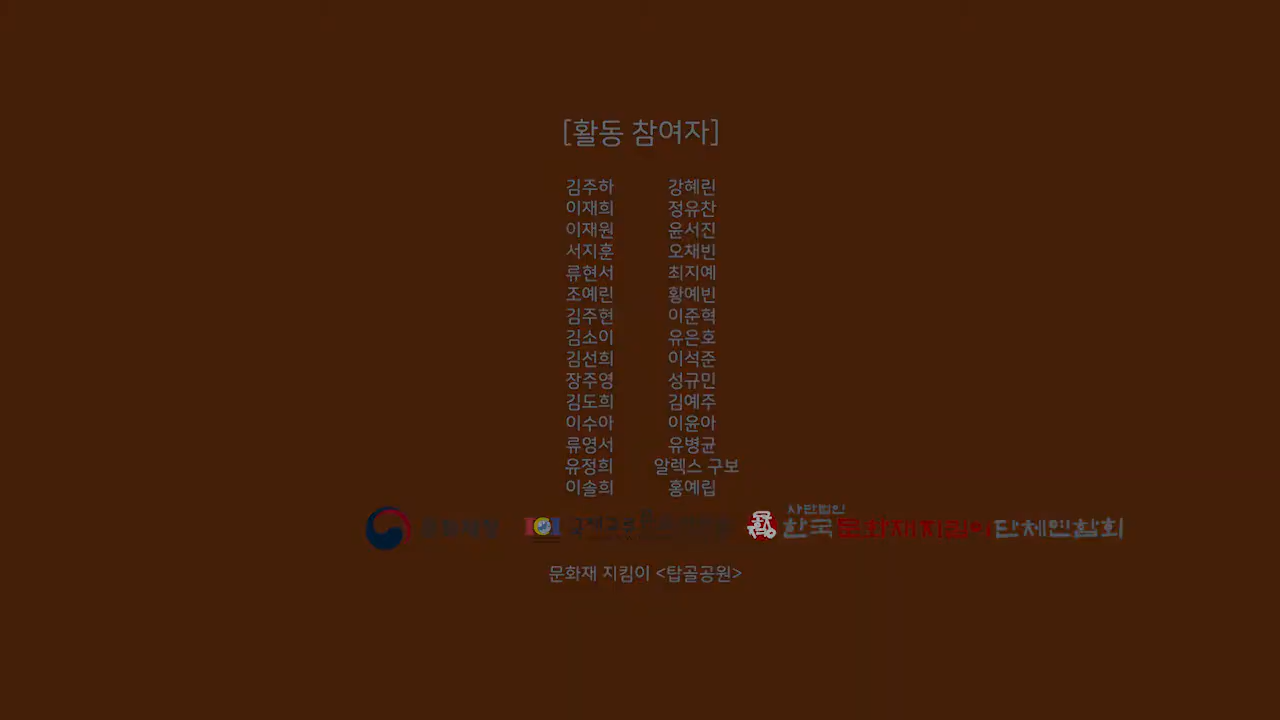 [활동 참여자]
김주하 강혜린
이재희 정유찬
이재원 윤서진
서지훈 오채빈
류현서 최지예
조예린 황예빈
김주현 이준혁
김소이 유은호
김선희 이석준
장주영 성규민
김도희 김예주
이수아 이윤아
류영서 유병균
유정희 알렉스 구보
이솔희 홍예립
사단법인
한국문화재지킴이단체연합회
문화재 지킴이 <탑골공원>